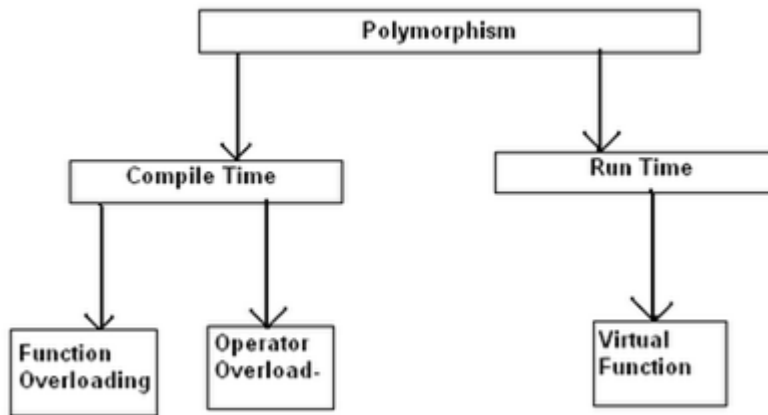 Polymorphism
Compile Time
Run Time
Function
Overloading
Operator
Overload-
Virtual
Function